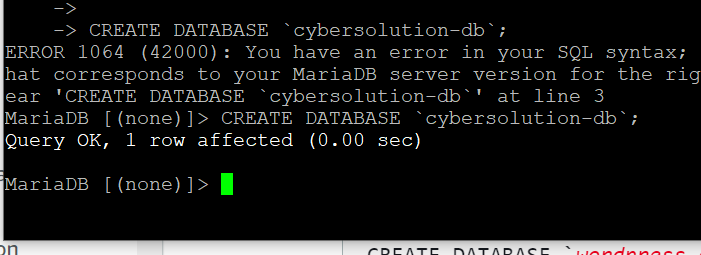 ->
-> CREATE DATABASE `cybersolution-db`;
ERROR 1064 (42000): You have an error in your SQL syntax;
hat corresponds to your MariaDB server version for the rig
ear 'CREATE DATABASE `cybersolution-db`' at line 3
MariaDB [(none)]> CREATE DATABASE `cybersolution-db`;
Query OK, 1 row affected (0.00 sec)
MariaDB [(none)]>
on
CREATE DATABASE `wordpress